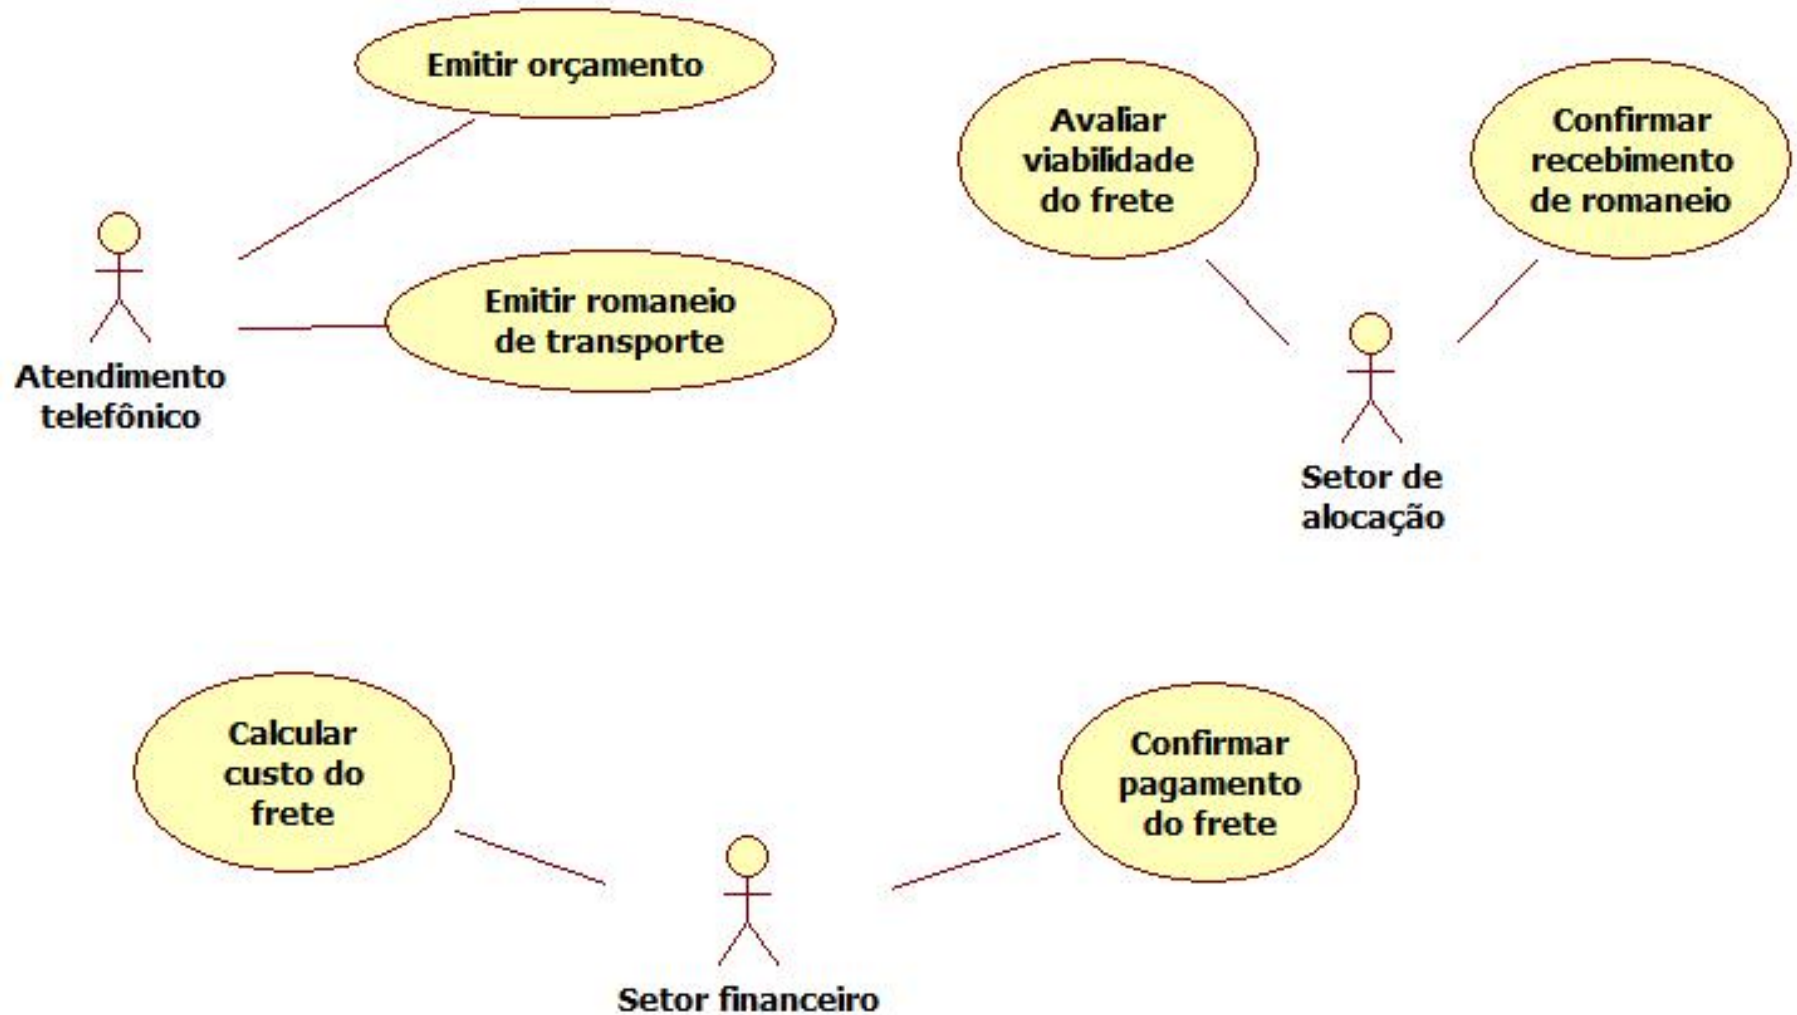 Emitir orçamento
Emitir romaneio
de transporte
Atendimento
telefônico
Avaliar
viabilidade
do frete
Confirmar
recebimento
de romaneio
Setor de
alocação
Calcular
custo do
frete
Confirmar
pagamento
do frete
Setor financeiro